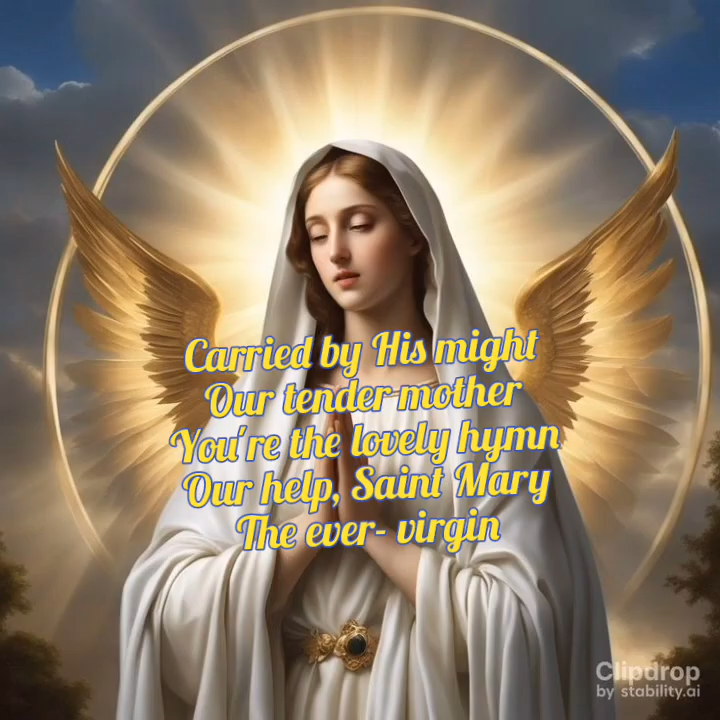 Carried by His might
Our tender mother
You're the lovely hymn
Our help, Saint Mary
The ever- virgin
Clipdrop
by stability.ai